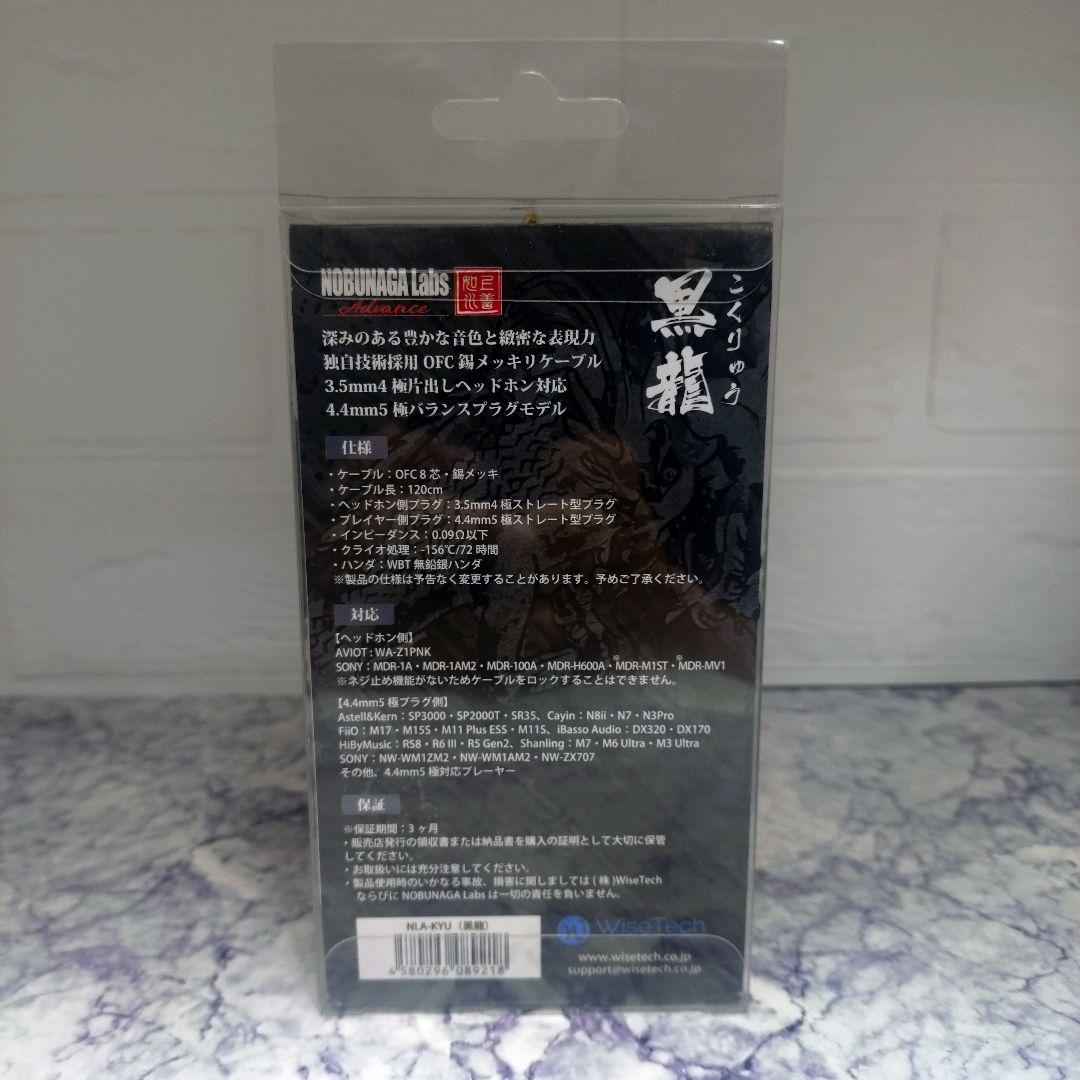 NOBUNAGA Labs
Advance
上善
如水
黒龍
こくりゅう
深みのある豊かな音色と緻密な表現力
独自技術採用 OFC 錫メッキリケーブル
3.5mm4 極片出しヘッドホン対応
4.4mm5 極バランスプラグモデル
仕様
・ケーブル：OFC 8 芯・錫メッキ
・ケーブル長：120cm
・ヘッドホン側プラグ：3.5mm4 極ストレート型プラグ
・プレイヤー側プラグ：4.4mm5 極ストレート型プラグ
・インピーダンス：0.09Ω以下
・クライオ処理：-156℃/72 時間
・ハンダ：WBT 無鉛銀ハンダ
※製品の仕様は予告なく変更することがあります。予めご了承ください。
対応
【ヘッドホン側】
AVIOT : WA-Z1PNK
SONY：MDR-1A・MDR-1AM2・MDR-100A・MDR-H600A・※MDR-M1ST・※MDR-MV1
※ネジ止め機能がないためケーブルをロックすることはできません。
【4.4mm5 極プラグ側】
Astell&Kern：SP3000・SP2000T・SR35、Cayin：N8ii・N7・N3Pro
FiiO：M17・M15S・M11 Plus ESS・M11S、iBasso Audio：DX320・DX170
HiByMusic：RS8・R6 III・R5 Gen2、Shanling：M7・M6 Ultra・M3 Ultra
SONY：NW-WM1ZM2・NW-WM1AM2・NW-ZX707
その他、4.4mm5 極対応プレーヤー
保証
※保証期間：3 ヶ月
・販売店発行の領収書または納品書を購入の証明として大切に保管
してください。
・お取扱いには充分注意してください。
・製品使用時のいかなる事故、損害に関しましては ( 株 )WiseTech
ならびに NOBUNAGA Labs は一切の責任を負いません。
NLA-KYU（黒龍）
4 580296 089218
WiseTech
www.wisetech.co.jp
support@wisetech.co.jp